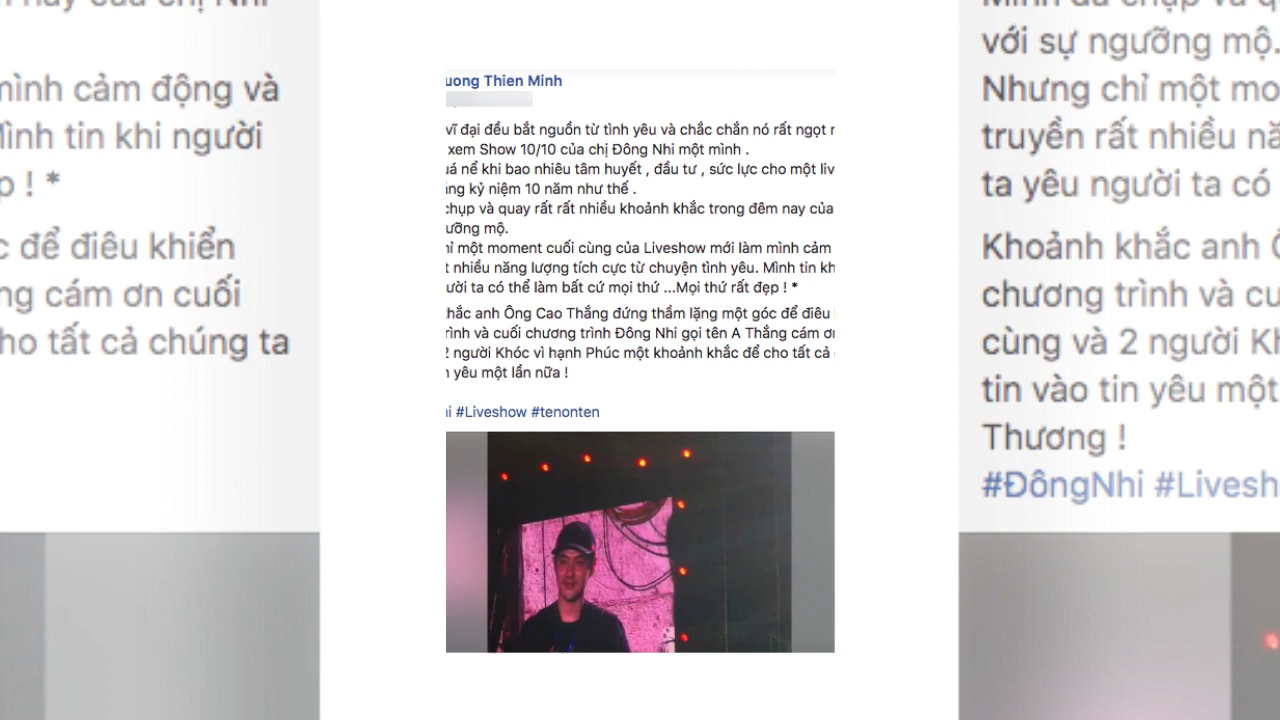 mình cảm động và
Mình tin khi người
p ! *
c để điêu khiển
ng cám ơn cuối
ho tất cả chúng ta
uong Thien Minh
vĩ đại đều bắt nguồn từ tình yêu và chắc chắn nó rất ngọt n
xem Show 10/10 của chị Đông Nhi một mình .
uá nể khi bao nhiêu tâm huyết , đầu tư , sức lực cho một liv
ng kỷ niệm 10 năm như thế .
chụp và quay rất rất nhiều khoảnh khắc trong đêm nay của
ưỡng mộ.
hỉ một moment cuối cùng của Liveshow mới làm mình cảm
t nhiều năng lượng tích cực từ chuyện tình yêu. Mình tin kh
ười ta có thể làm bất cứ mọi thứ ...Mọi thứ rất đẹp ! *
hắc anh Ông Cao Thắng đứng thầm lặng một góc để điêu
rình và cuối chương trình Đông Nhi gọi tên A Thắng cám ơn
2 người Khóc vì hạnh Phúc một khoảnh khắc để cho tất cả
yêu một lần nữa !
i #Liveshow #tenonten
với sự ngưỡng mộ.
Nhưng chỉ một mo
truyền rất nhiều nă
ta yêu người ta có
Khoảnh khắc anh Ô
chương trình và cu
cùng và 2 người Kh
tin vào tin yêu một
Thương !
#ĐôngNhi #Livesh